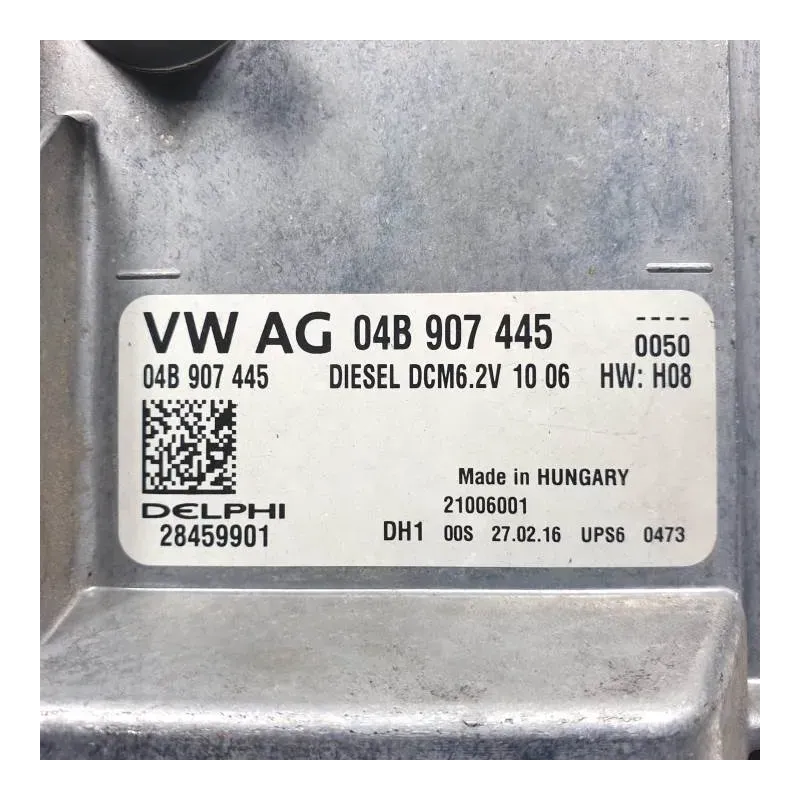 VW AG 04B 907 445 ----
0050
04B 907 445 DIESEL DCM6.2V 10 06 HW: H08
Made in HUNGARY
DELPHI 21006001
28459901 DH1 00S 27.02.16 UPS6 0473